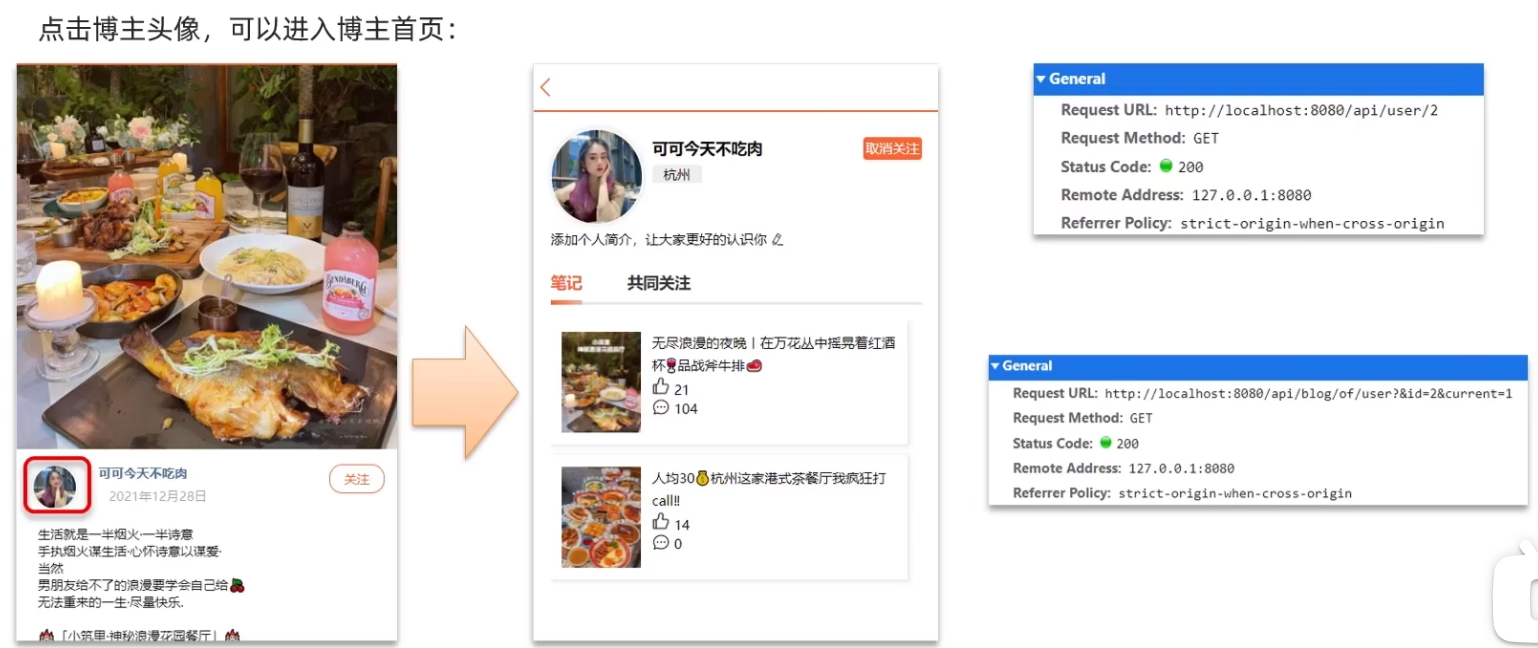 点击博主头像，可以进入博主首页：
可可今天不吃肉
2021年12月28日
关注
生活就是一半烟火·一半诗意
手执烟火谋生活·心怀诗意以谋爱·
当然
男朋友给不了的浪漫要学会自己给🍒
无法重来的一生·尽量快乐.
🏰「小筑里·神秘浪漫花园餐厅」🏰
可可今天不吃肉
取消关注
杭州
添加个人简介，让大家更好的认识你
笔记
共同关注
无尽浪漫的夜晚丨在万花丛中摇晃着红酒
杯🍷品战斧牛排🥩
21
104
人均30💰杭州这家港式茶餐厅我疯狂打
call‼
14
0
General
Request URL: http://localhost:8080/api/user/2
Request Method: GET
Status Code: 200
Remote Address: 127.0.0.1:8080
Referrer Policy: strict-origin-when-cross-origin
General
Request URL: http://localhost:8080/api/blog/of/user?&id=2&current=1
Request Method: GET
Status Code: 200
Remote Address: 127.0.0.1:8080
Referrer Policy: strict-origin-when-cross-origin